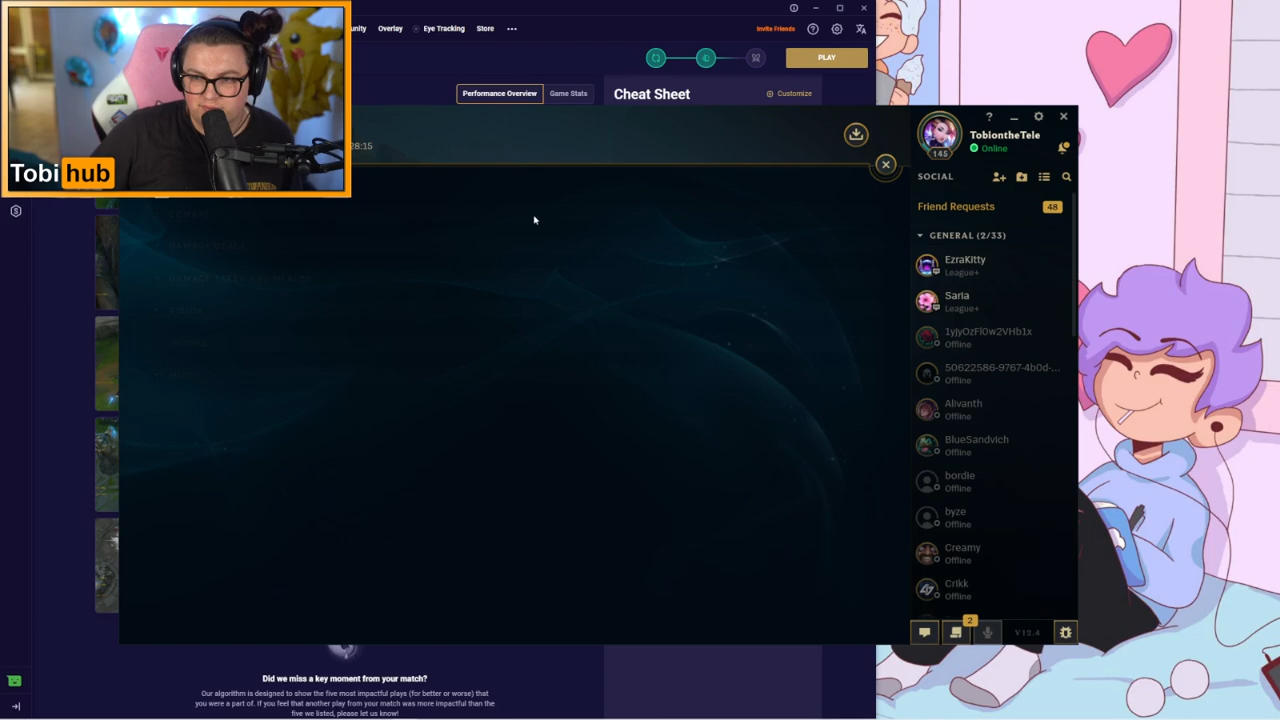 Tobi hub
unity
Overlay
Eye Tracking
Store
Invite Friends
PLAY
Performance Overview
Game Stats
Cheat Sheet
Customize
28:15
145
TobiontheTele
Online
SOCIAL
Friend Requests
48
GENERAL (2/33)
EzraKitty
League+
Saria
League+
1yjyOzFl0w2VHb1x
Offline
50622586-9767-4b0d-...
Offline
Alivanth
Offline
BlueSandvich
Offline
bordie
Offline
byze
Offline
Creamy
Offline
Crikk
Offline
2
V12.4
Did we miss a key moment from your match?
Our algorithm is designed to show the five most impactful plays (for better or worse) that
you were a part of. If you feel that another play from your match was more impactful than the
five we listed, please let us know!